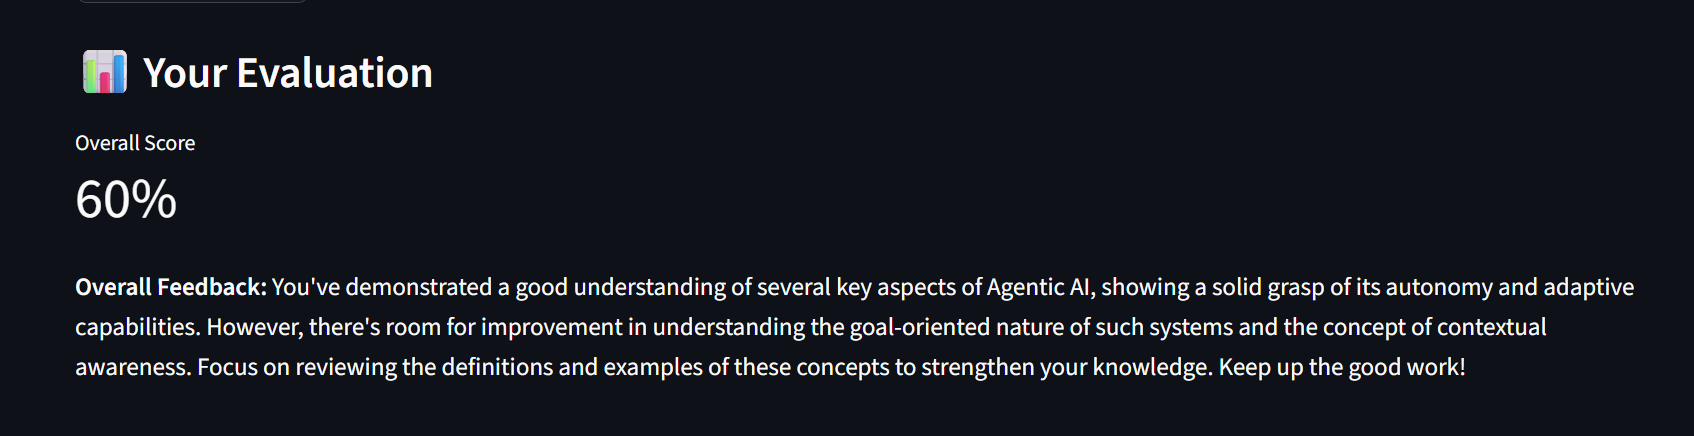 Your Evaluation
Overall Score
60%
Overall Feedback: You've demonstrated a good understanding of several key aspects of Agentic AI, showing a solid grasp of its autonomy and adaptive
capabilities. However, there's room for improvement in understanding the goal-oriented nature of such systems and the concept of contextual
awareness. Focus on reviewing the definitions and examples of these concepts to strengthen your knowledge. Keep up the good work!